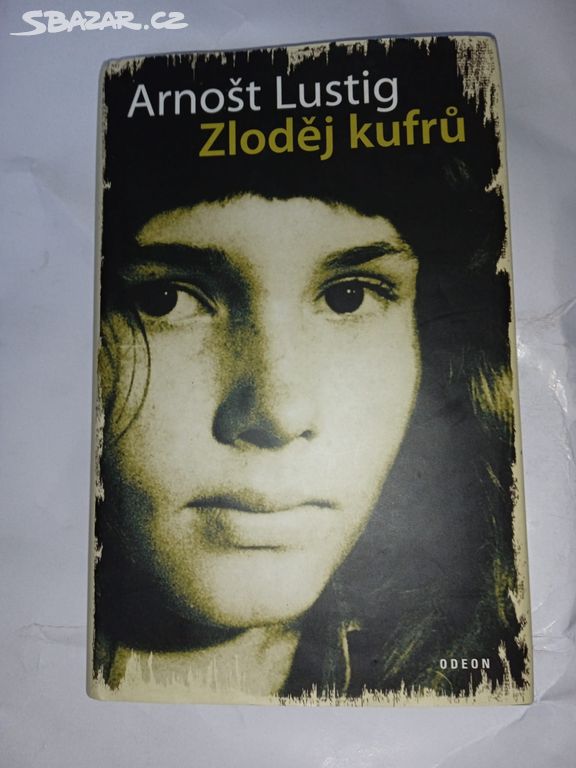 SBAZAR.CZ
Arnošt Lustig
Zloděj kufrů
ODEON